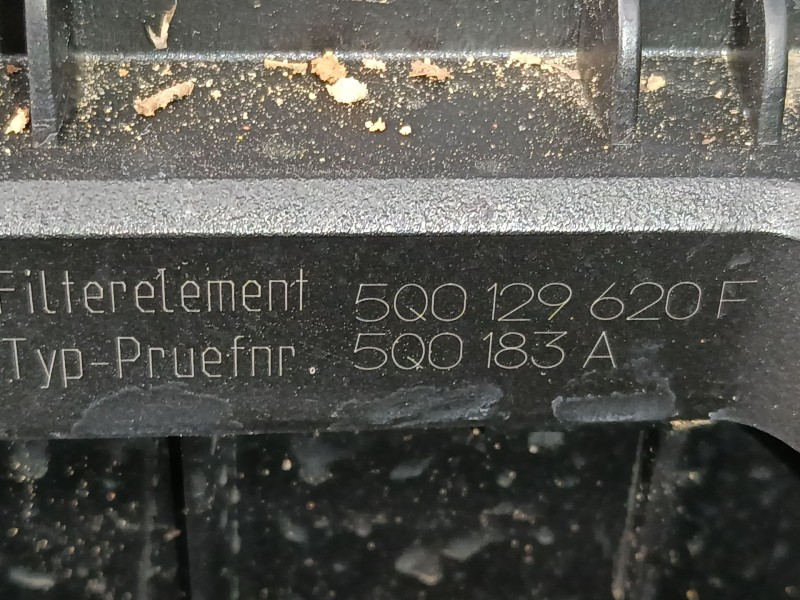 Filterelement 5Q0 129 620 F
Typ-Pruefnr. 5Q0 183 A